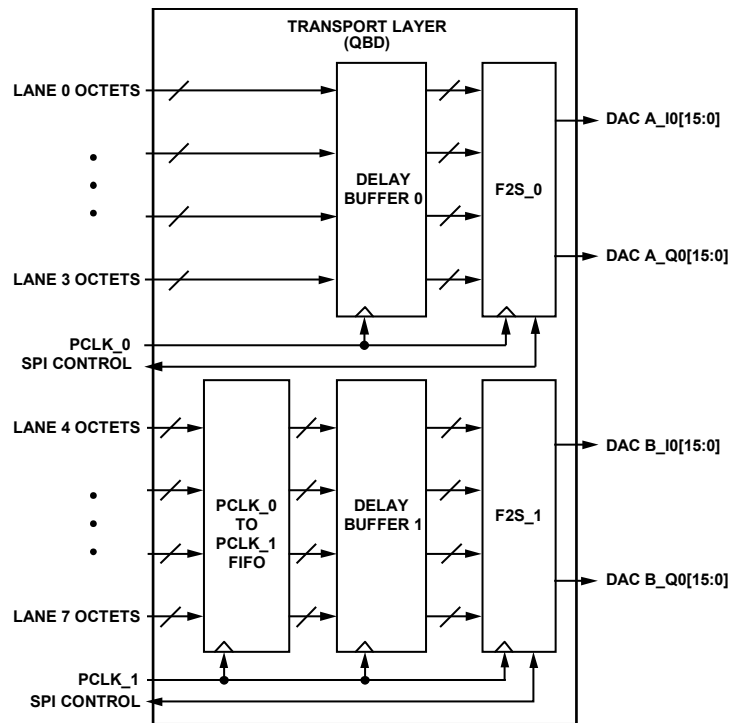 TRANSPORT LAYER
(QBD)
LANE 0 OCTETS
LANE 3 OCTETS
DELAY
BUFFER 0
F2S_0
DAC A_I0[15:0]
DAC A_Q0[15:0]
PCLK_0
SPI CONTROL
LANE 4 OCTETS
LANE 7 OCTETS
PCLK_0
TO
PCLK_1
FIFO
DELAY
BUFFER 1
F2S_1
DAC B_I0[15:0]
DAC B_Q0[15:0]
PCLK_1
SPI CONTROL